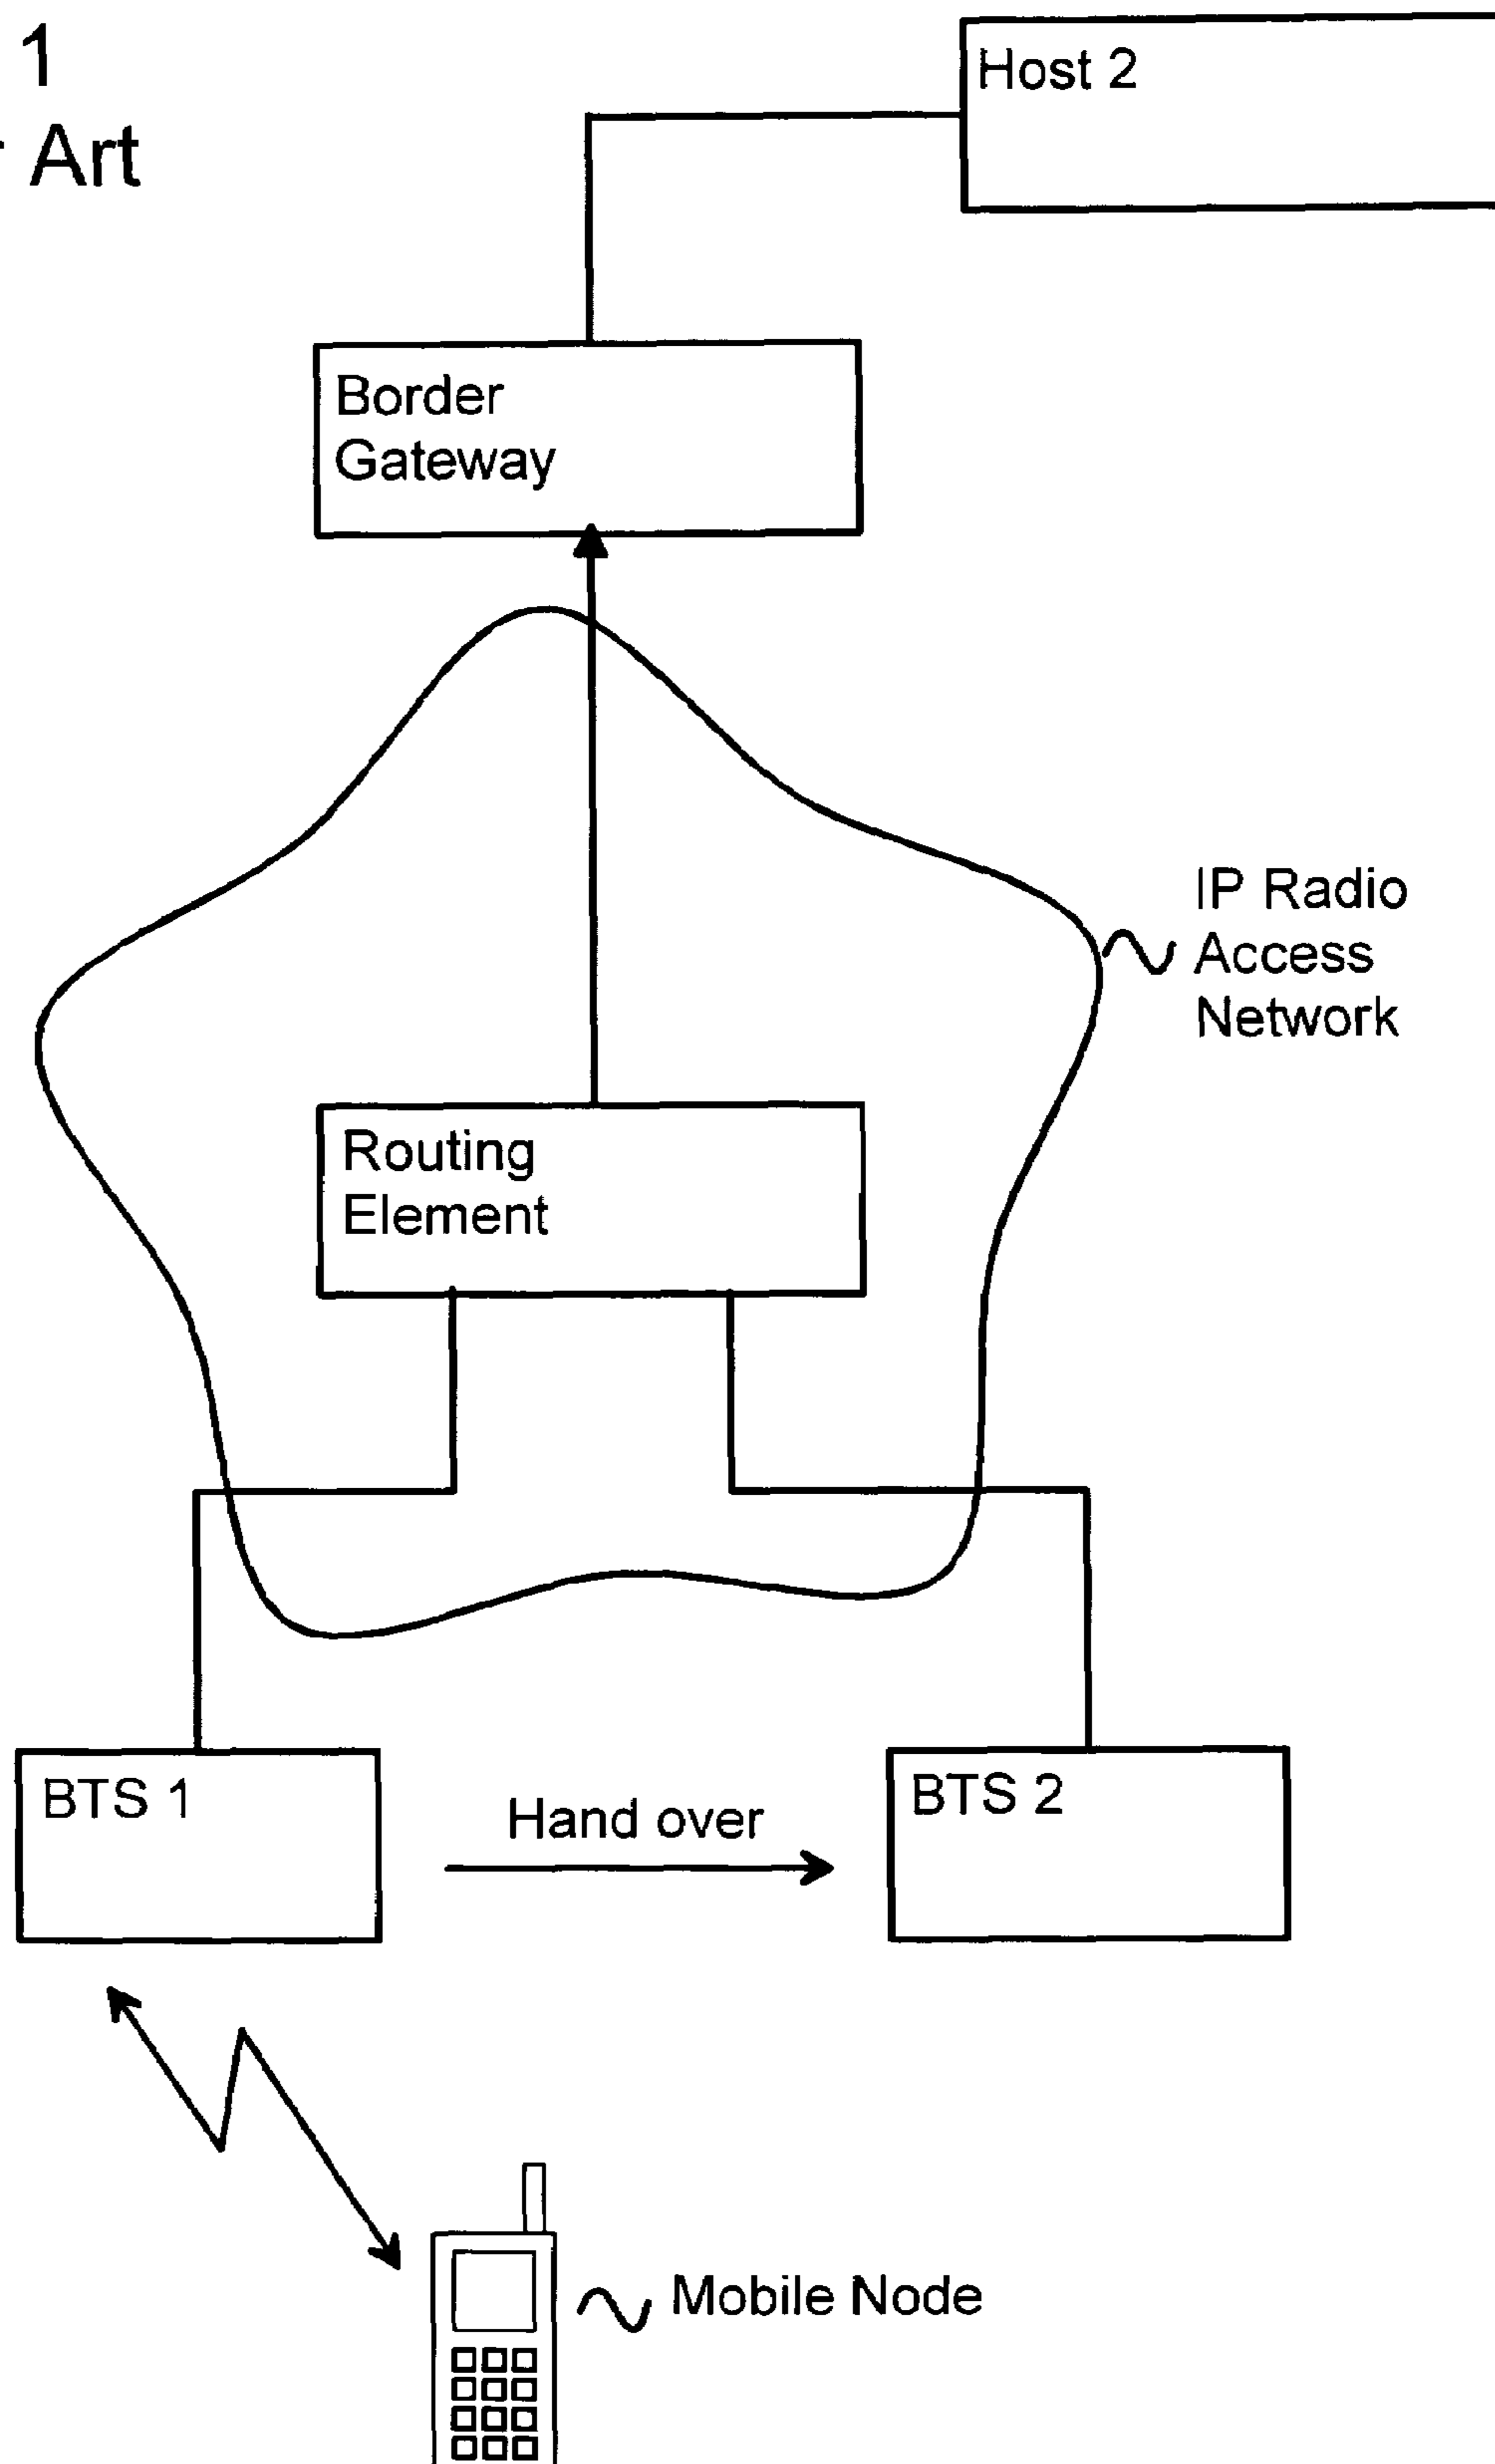 1
Art
Host 2
Border
Gateway
IP Radio
Access
Network
Routing
Element
BTS 1
Hand over
BTS 2
Mobile Node